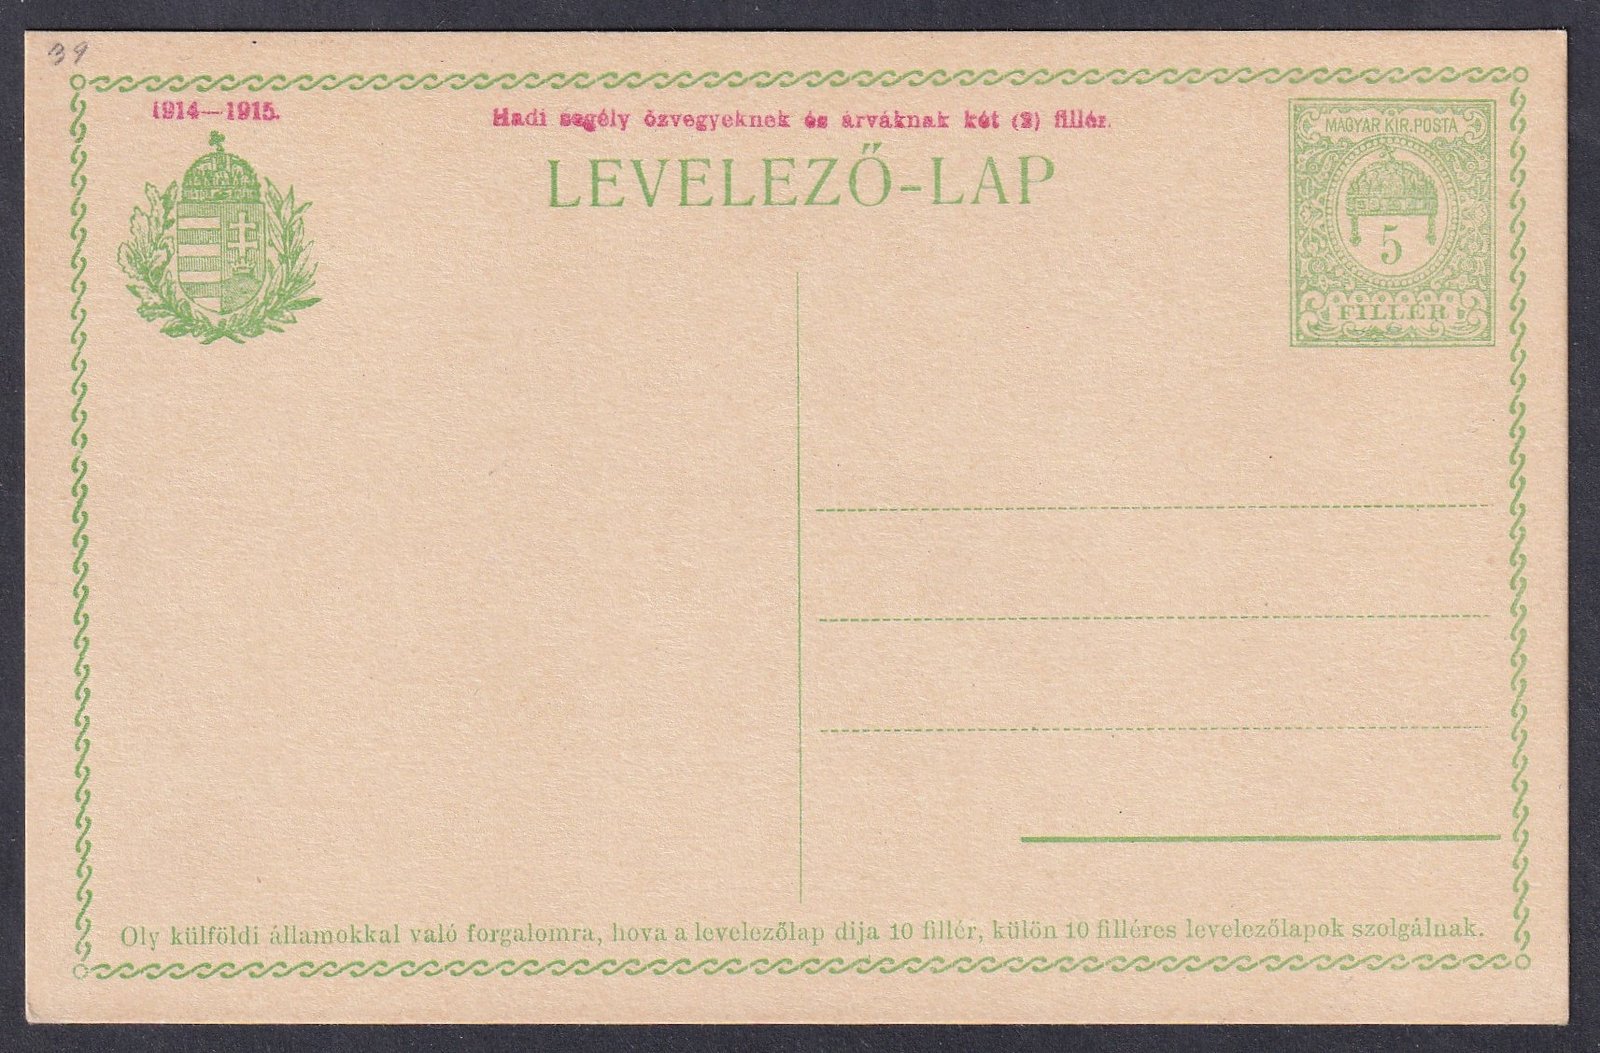 39
1914—1915.
Hadi segély özvegyeknek és árváknak két (2) fillér.
LEVELEZŐ-LAP
MAGYAR KIR. POSTA
5
FILLÉR
Oly külföldi államokkal való forgalomra, hova a levelezőlap dija 10 fillér, külön 10 filléres levelezőlapok szolgálnak.